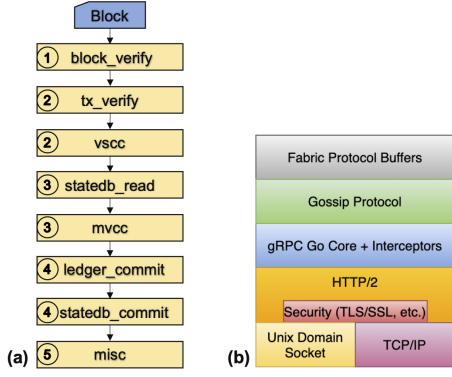 Block
1 block_verify
2 tx_verify
2 vscc
3 statedb_read
3 mvcc
4 ledger_commit
4 statedb_commit
5 misc
(a)
Fabric Protocol Buffers
Gossip Protocol
gRPC Go Core + Interceptors
HTTP/2
Security (TLS/SSL, etc.)
Unix Domain
Socket
TCP/IP
(b)